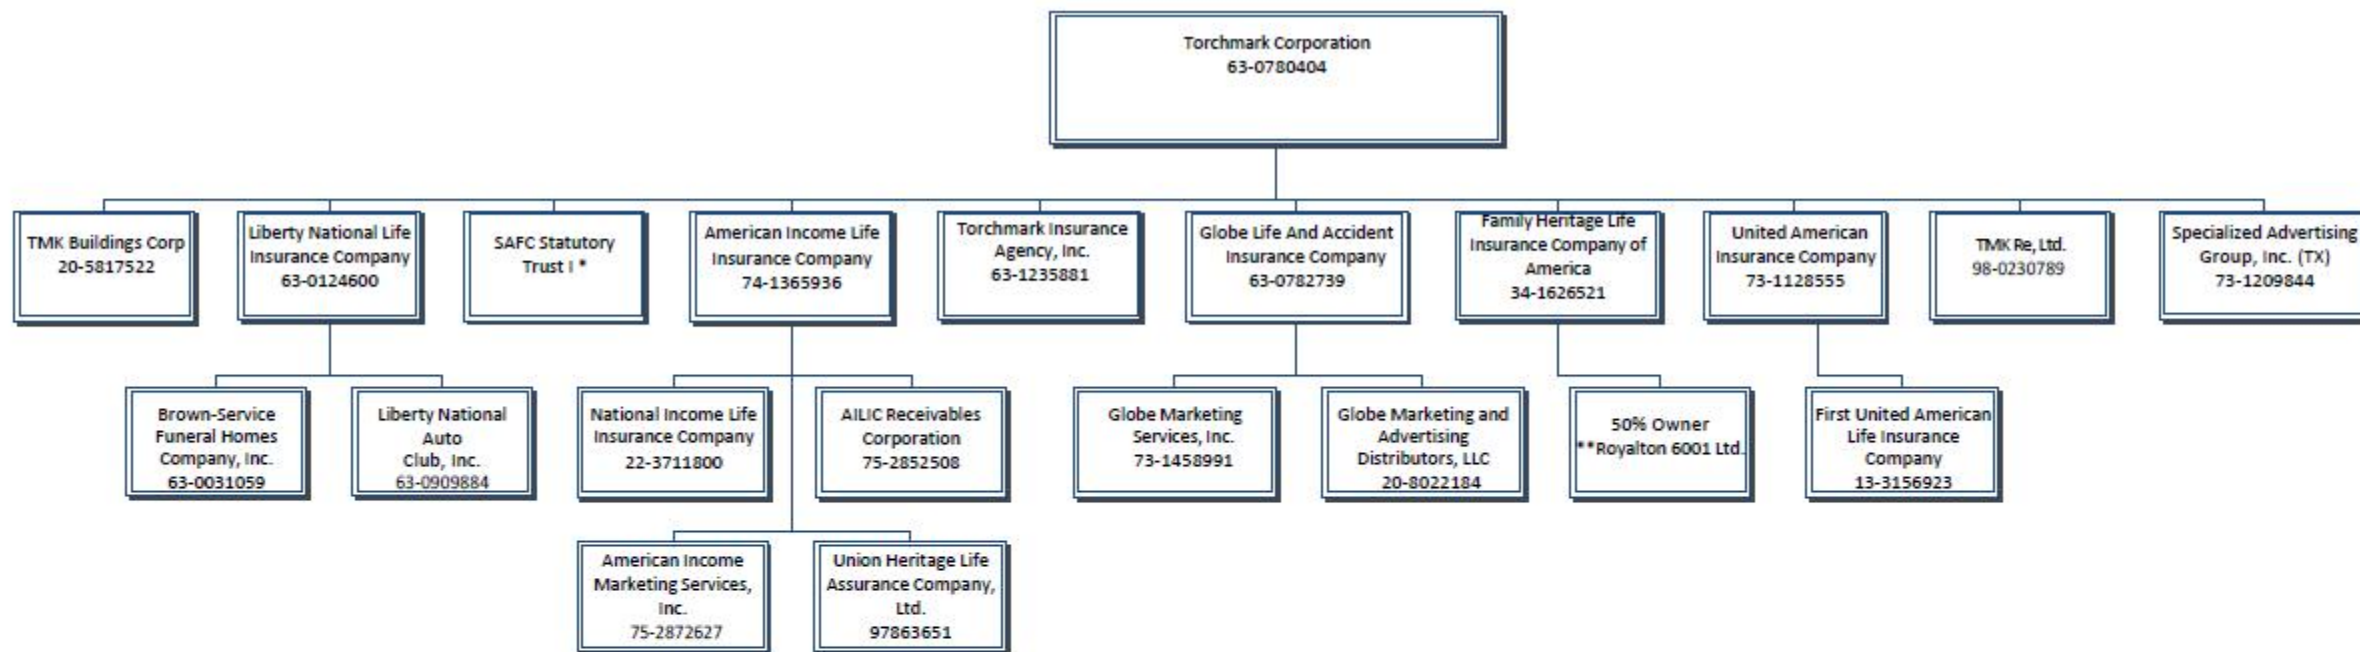 Torchmark Corporation
63-0780404
TMK Buildings Corp
20-5817522
Liberty National Life
Insurance Company
63-0124600
SAFC Statutory
Trust I *
American Income Life
Insurance Company
74-1365936
Torchmark Insurance
Agency, Inc.
63-1235881
Globe Life And Accident
Insurance Company
63-0782739
Family Heritage Life
Insurance Company of
America
34-1626521
United American
Insurance Company
73-1128555
TMK Re, Ltd.
98-0230789
Specialized Advertising
Group, Inc. (TX)
73-1209844
Brown-Service
Funeral Homes
Company, Inc.
63-0031059
Liberty National
Auto
Club, Inc.
63-0909884
National Income Life
Insurance Company
22-3711800
AILIC Receivables
Corporation
75-2852508
Globe Marketing
Services, Inc.
73-1458991
Globe Marketing and
Advertising
Distributors, LLC
20-8022184
50% Owner
**Royalton 6001 Ltd.
First United American
Life Insurance
Company
13-3156923
American Income
Marketing Services,
Inc.
75-2872627
Union Heritage Life
Assurance Company,
Ltd.
97863651